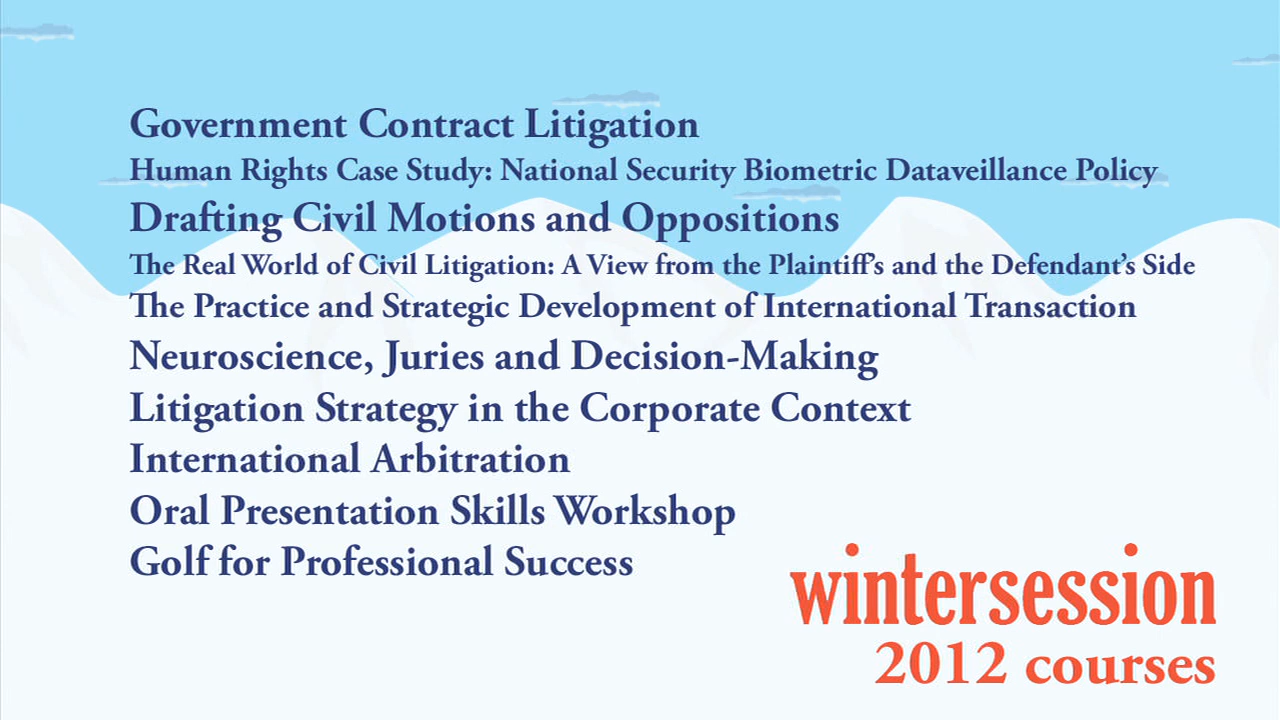 Government Contract Litigation
Human Rights Case Study: National Security Biometric Dataveillance Policy
Drafting Civil Motions and Oppositions
The Real World of Civil Litigation: A View from the Plaintiff’s and the Defendant’s Side
The Practice and Strategic Development of International Transaction
Neuroscience, Juries and Decision-Making
Litigation Strategy in the Corporate Context
International Arbitration
Oral Presentation Skills Workshop
Golf for Professional Success
wintersession
2012 courses